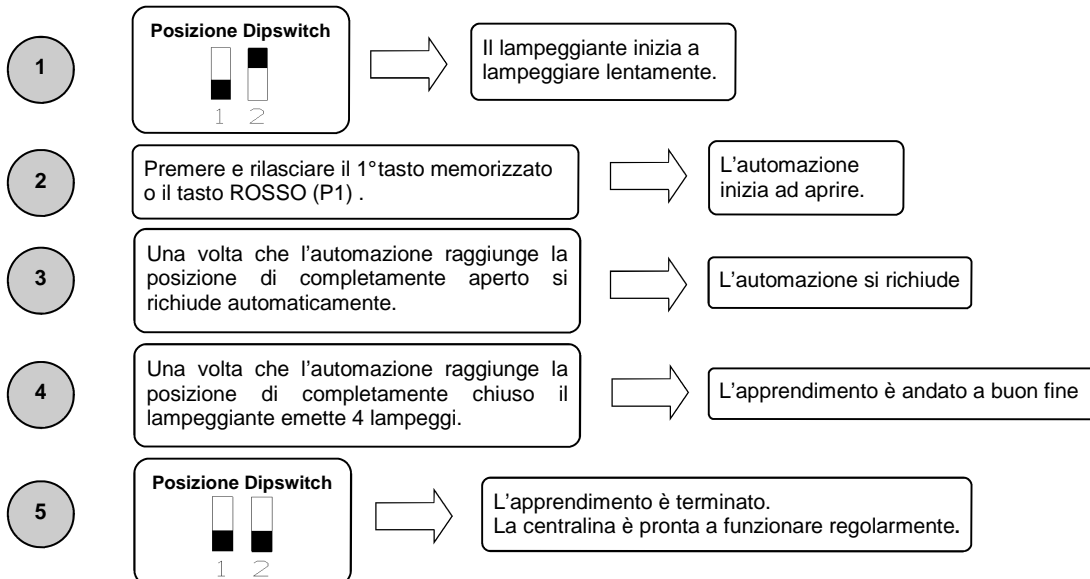 1
Posizione Dipswitch
1 2
Il lampeggiante inizia a
lampeggiare lentamente.
2
Premere e rilasciare il 1° tasto memorizzato
o il tasto ROSSO (P1) .
L'automazione
inizia ad aprire.
3
Una volta che l'automazione raggiunge la
posizione di completamente aperto si
richiude automaticamente.
L'automazione si richiude
4
Una volta che l'automazione raggiunge la
posizione di completamente chiuso il
lampeggiante emette 4 lampeggi.
L'apprendimento è andato a buon fine
5
Posizione Dipswitch
1 2
L'apprendimento è terminato.
La centralina è pronta a funzionare regolarmente.